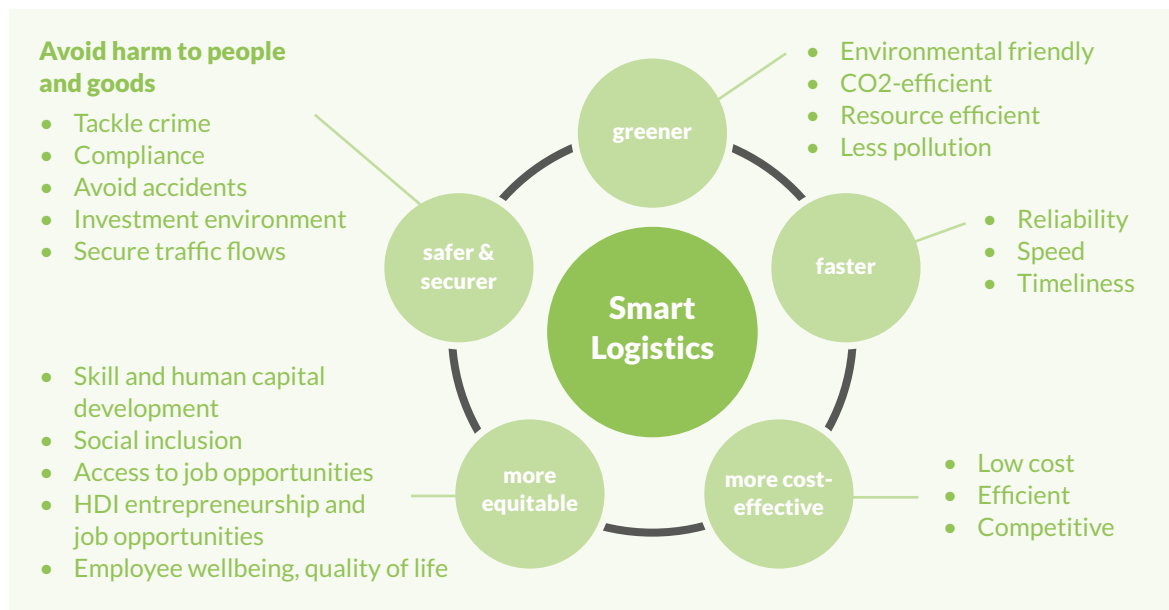 Avoid harm to people
and goods
• Tackle crime
• Compliance
• Avoid accidents
• Investment environment
• Secure traffic flows
greener
• Environmental friendly
• CO2-efficient
• Resource efficient
• Less pollution
safer &
securer
faster
• Reliability
• Speed
• Timeliness
Smart
Logistics
• Skill and human capital
development
• Social inclusion
• Access to job opportunities
• HDI entrepreneurship and
job opportunities
• Employee wellbeing, quality of life
more
equitable
more cost-
effective
• Low cost
• Efficient
• Competitive